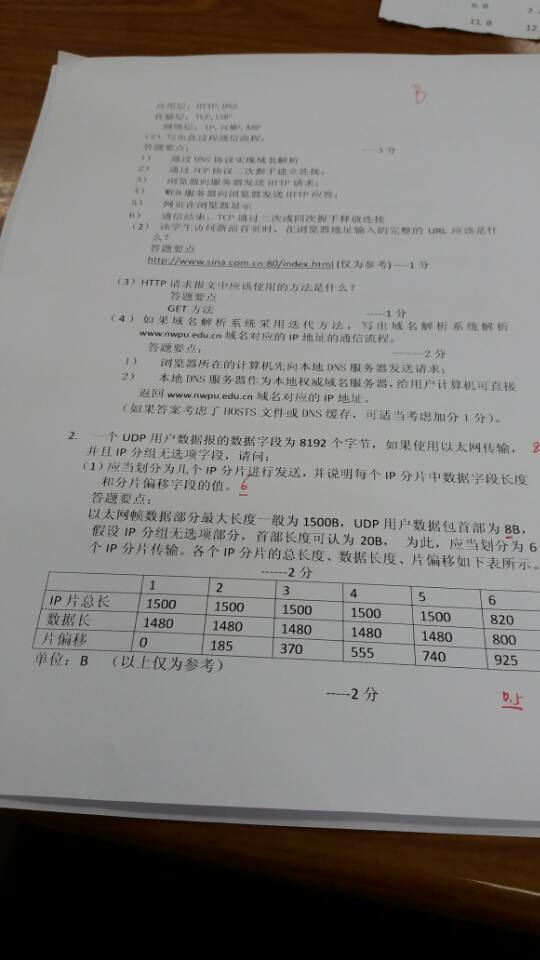 6. B
7.
11. B
12.
B
应用层：HTTP, DNS
传输层：TCP, UDP
网络层：IP, ICMP, ARP
（2）写出此过程通信流程；
答题要点： ----3 分
1） 通过 DNS 协议实现域名解析
2） 通过 TCP 协议三次握手建立连接；
3） 浏览器向服务器发送 HTTP 请求；
4） WEB 服务器向浏览器发送 HTTP 应答；
5） 网页在浏览器显示
6） 通信结束，TCP 通过三次或四次握手释放连接
（2）该学生访问新浪首页时，在浏览器地址输入的完整的 URL 应该是什
么？
答题要点
http://www.sina.com.cn:80/index.html (仅为参考) ----1 分
（3）HTTP 请求报文中应该使用的方法是什么？
答题要点
GET 方法 -----1 分
（4）如果域名解析系统采用迭代方法，写出域名解析系统解析
www.nwpu.edu.cn 域名对应的 IP 地址的通信流程。
答题要点： --------2 分
1） 浏览器所在的计算机先向本地 DNS 服务器发送请求；
2） 本地 DNS 服务器作为本地权威域名服务器，给用户计算机可直接
返回 www.nwpu.edu.cn 域名对应的 IP 地址。
（如果答案考虑了 HOSTS 文件或 DNS 缓存，可适当考虑加分 1 分）。
2. 一个 UDP 用户数据报的数据字段为 8192 个字节，如果使用以太网传输， 8
并且 IP 分组无选项字段，请问：
（1）应当划分为几个 IP 分片进行发送，并说明每个 IP 分片中数据字段长度
和分片偏移字段的值。 6
答题要点：
以太网帧数据部分最大长度一般为 1500B，UDP 用户数据包首部为 8B，
假设 IP 分组无选项部分，首部长度可认为 20B， 为此，应当划分为 6
个 IP 分片传输。各个 IP 分片的总长度、数据长度、片偏移如下表所示。
------2 分
1 2 3 4 5 6
IP 片总长 1500 1500 1500 1500 1500 820
数据长 1480 1480 1480 1480 1480 800
片偏移 0 185 370 555 740 925
单位：B （以上仅为参考）
-----2 分
0.5